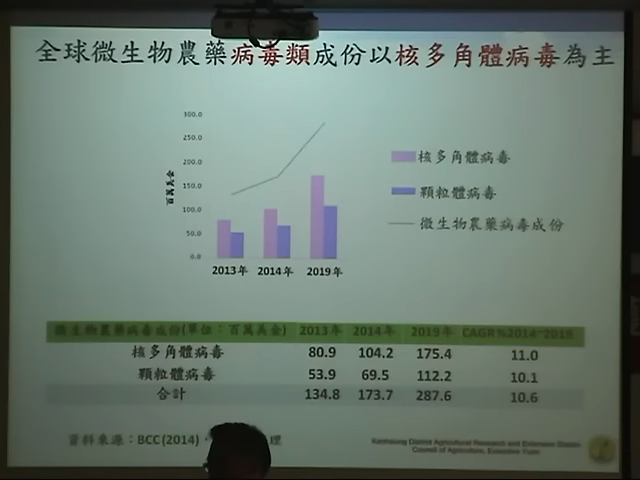 全球微生物農藥病毒類成份以核多角體病毒為主
300.0
250.0
200.0
150.0
100.0
50.0
0.0
百萬美金
2013年 2014年 2019年
核多角體病毒
顆粒體病毒
微生物農藥病毒成份
微生物農藥病毒成份(單位：百萬美金) 2013年 2014年 2019年 CAGR%2014~2019
核多角體病毒 80.9 104.2 175.4 11.0
顆粒體病毒 53.9 69.5 112.2 10.1
合計 134.8 173.7 287.6 10.6
資料來源：BCC(2014) 理
Kaohsiung District Agricultural Research and Extension Station
Council of Agriculture, Executive Yuan